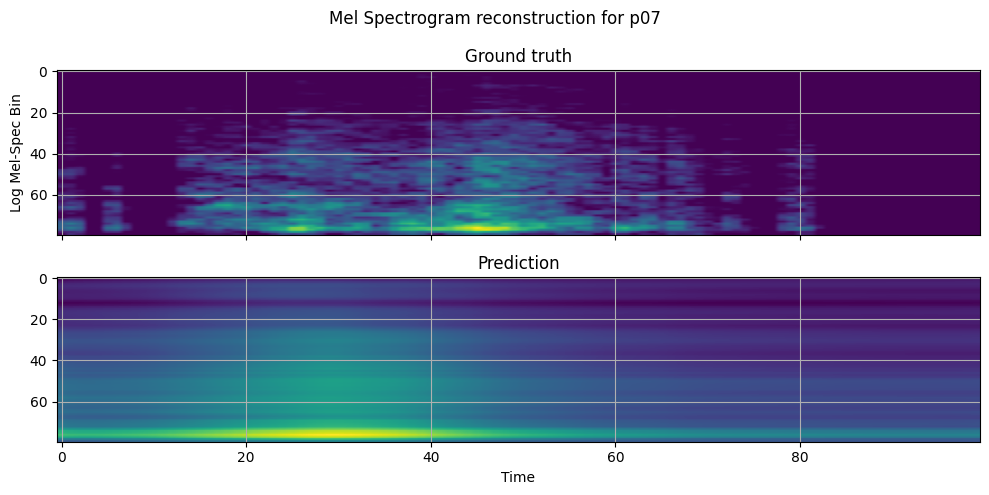 Mel Spectrogram reconstruction for p07
Ground truth
0
20
40
60
Log Mel-Spec Bin
Prediction
0
20
40
60
0 20 40 60 80
Time